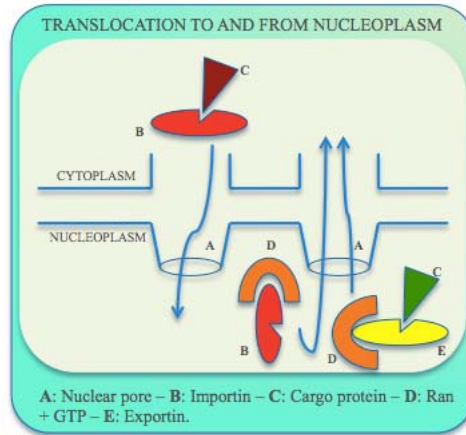 TRANSLOCATION TO AND FROM NUCLEOPLASM
C
B
CYTOPLASM
NUCLEOPLASM
A
D
A
C
B
D
E
A: Nuclear pore – B: Importin – C: Cargo protein – D: Ran
+ GTP – E: Exportin.